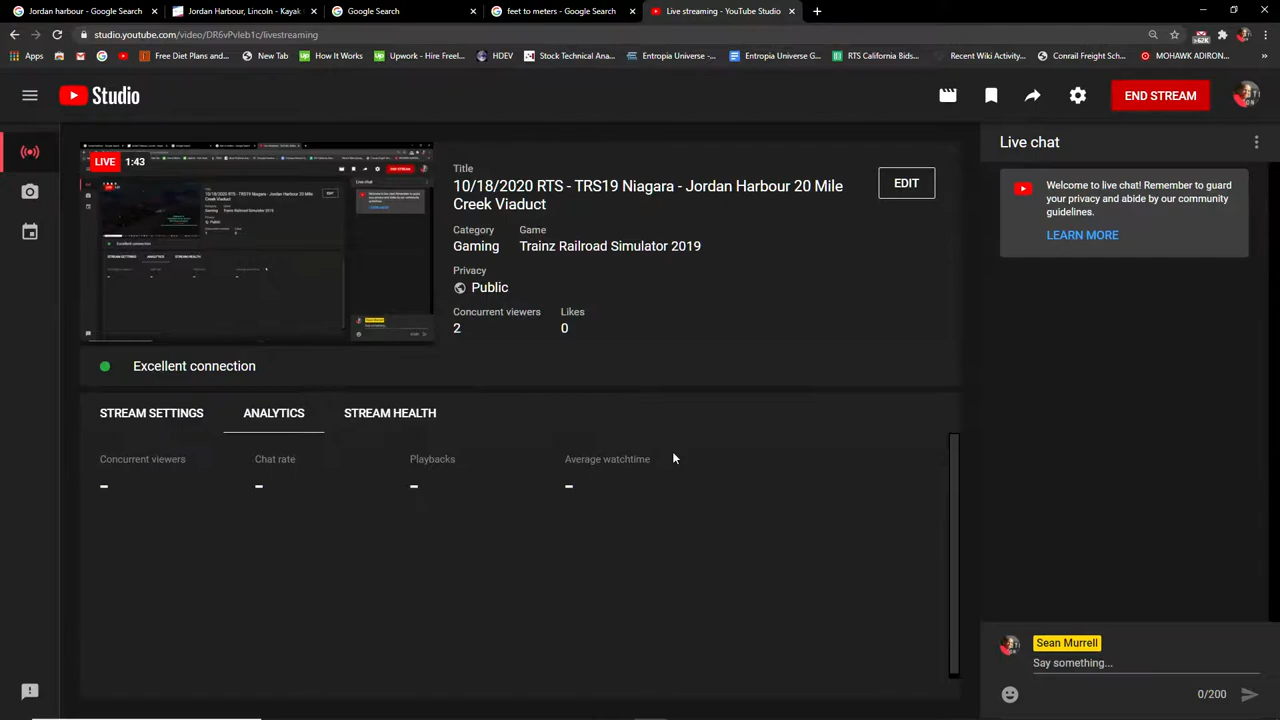 Jordan harbour - Google Search
Jordan Harbour, Lincoln - Kayak
Google Search
feet to meters - Google Search
Live streaming - YouTube Studio
studio.youtube.com/video/DR6vPvIeb1c/livestreaming
>62K
Apps
Free Diet Plans and...
New Tab
How It Works
Upwork - Hire Freel...
HDEV
Stock Technical Ana...
Entropia Universe -...
Entropia Universe G...
RTS California Bids...
Recent Wiki Activity...
Conrail Freight Sch...
MOHAWK ADIRON...
Studio
END STREAM
LIVE 1:43
Title
10/18/2020 RTS - TRS19 Niagara - Jordan Harbour 20 Mile
Creek Viaduct
EDIT
Category Game
Gaming Trainz Railroad Simulator 2019
Privacy
Public
Concurrent viewers Likes
2 0
Excellent connection
STREAM SETTINGS ANALYTICS STREAM HEALTH
Concurrent viewers Chat rate Playbacks Average watchtime
– – – –
Live chat
Welcome to live chat! Remember to guard
your privacy and abide by our community
guidelines.
LEARN MORE
Sean Murrell
Say something...
0/200